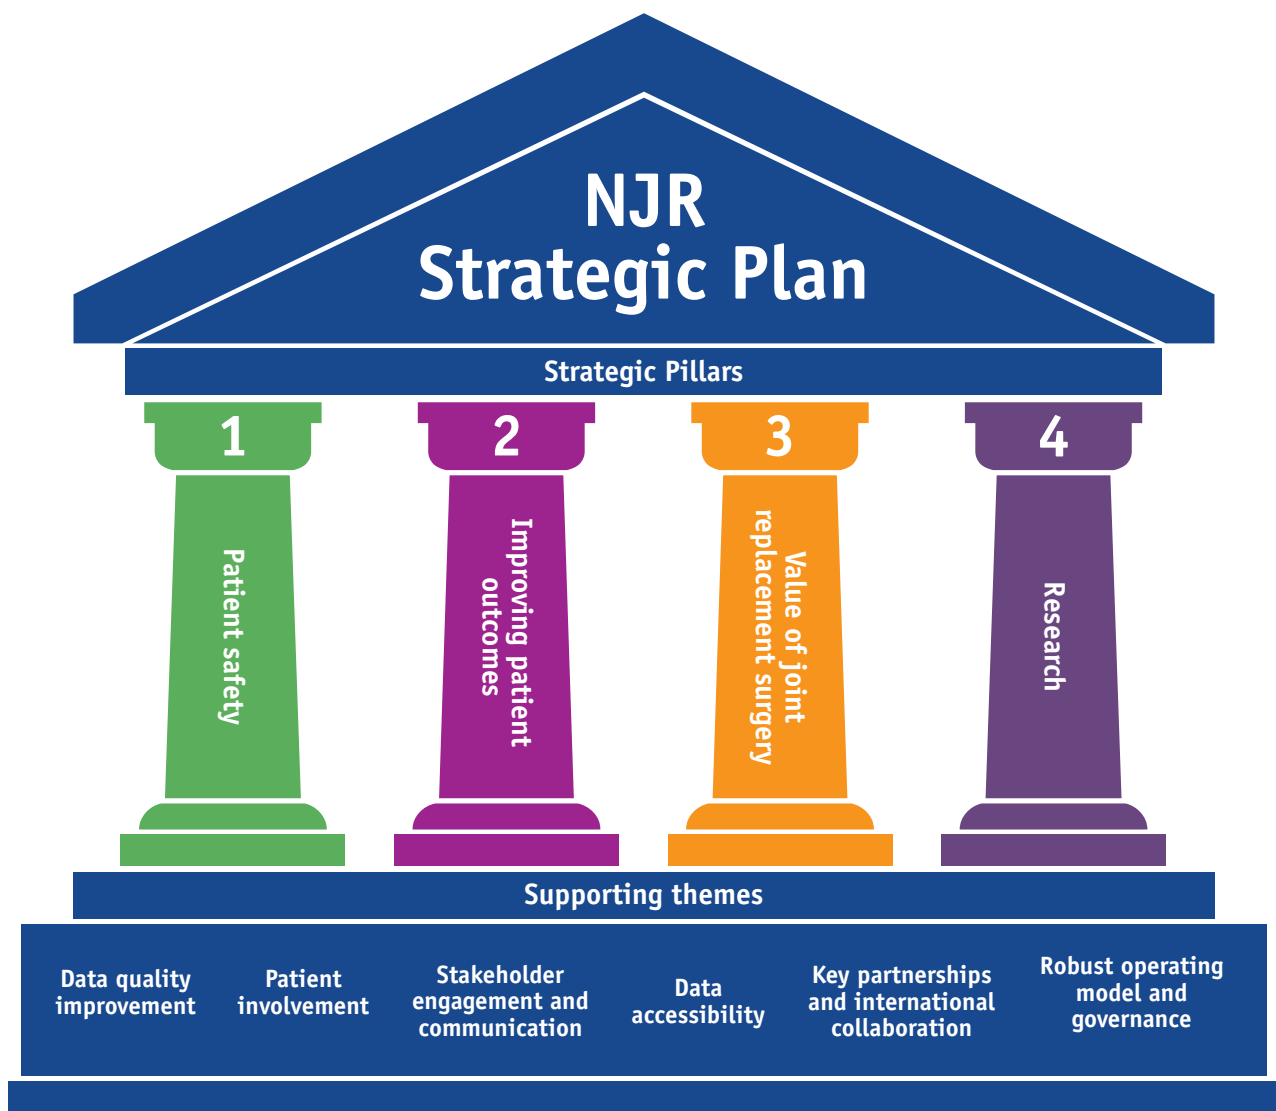 NJR
Strategic Plan
Strategic Pillars
1
2
3
4
Patient safety
Improving patient
outcomes
Value of joint
replacement surgery
Research
Supporting themes
Data quality
improvement
Patient
involvement
Stakeholder
engagement and
communication
Data
accessibility
Key partnerships
and international
collaboration
Robust operating
model and
governance